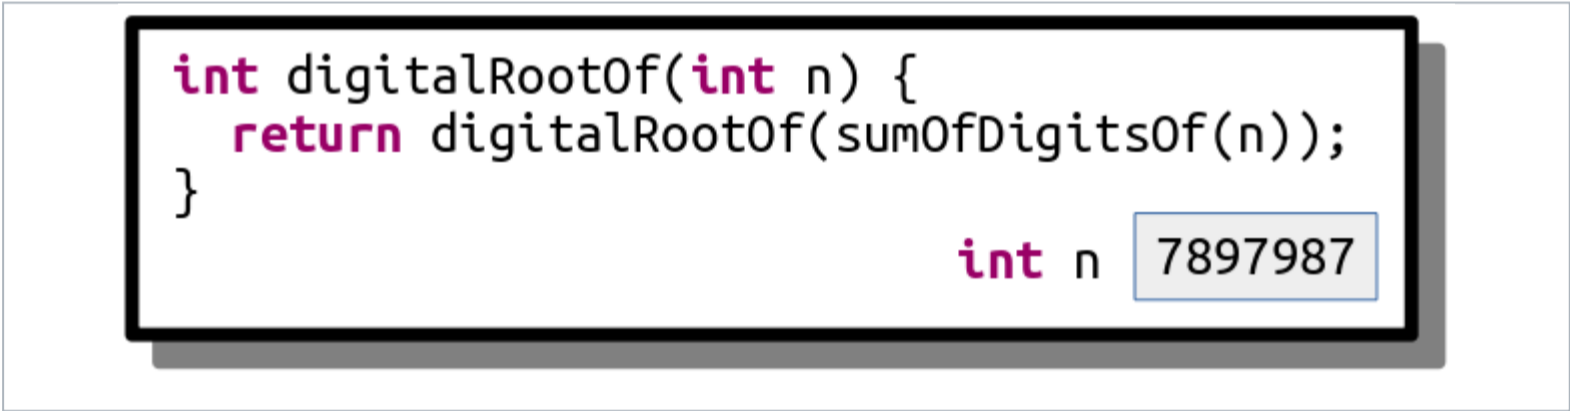 int digitalRootOf(int n) {
  return digitalRootOf(sumOfDigitsOf(n));
}
int n 7897987